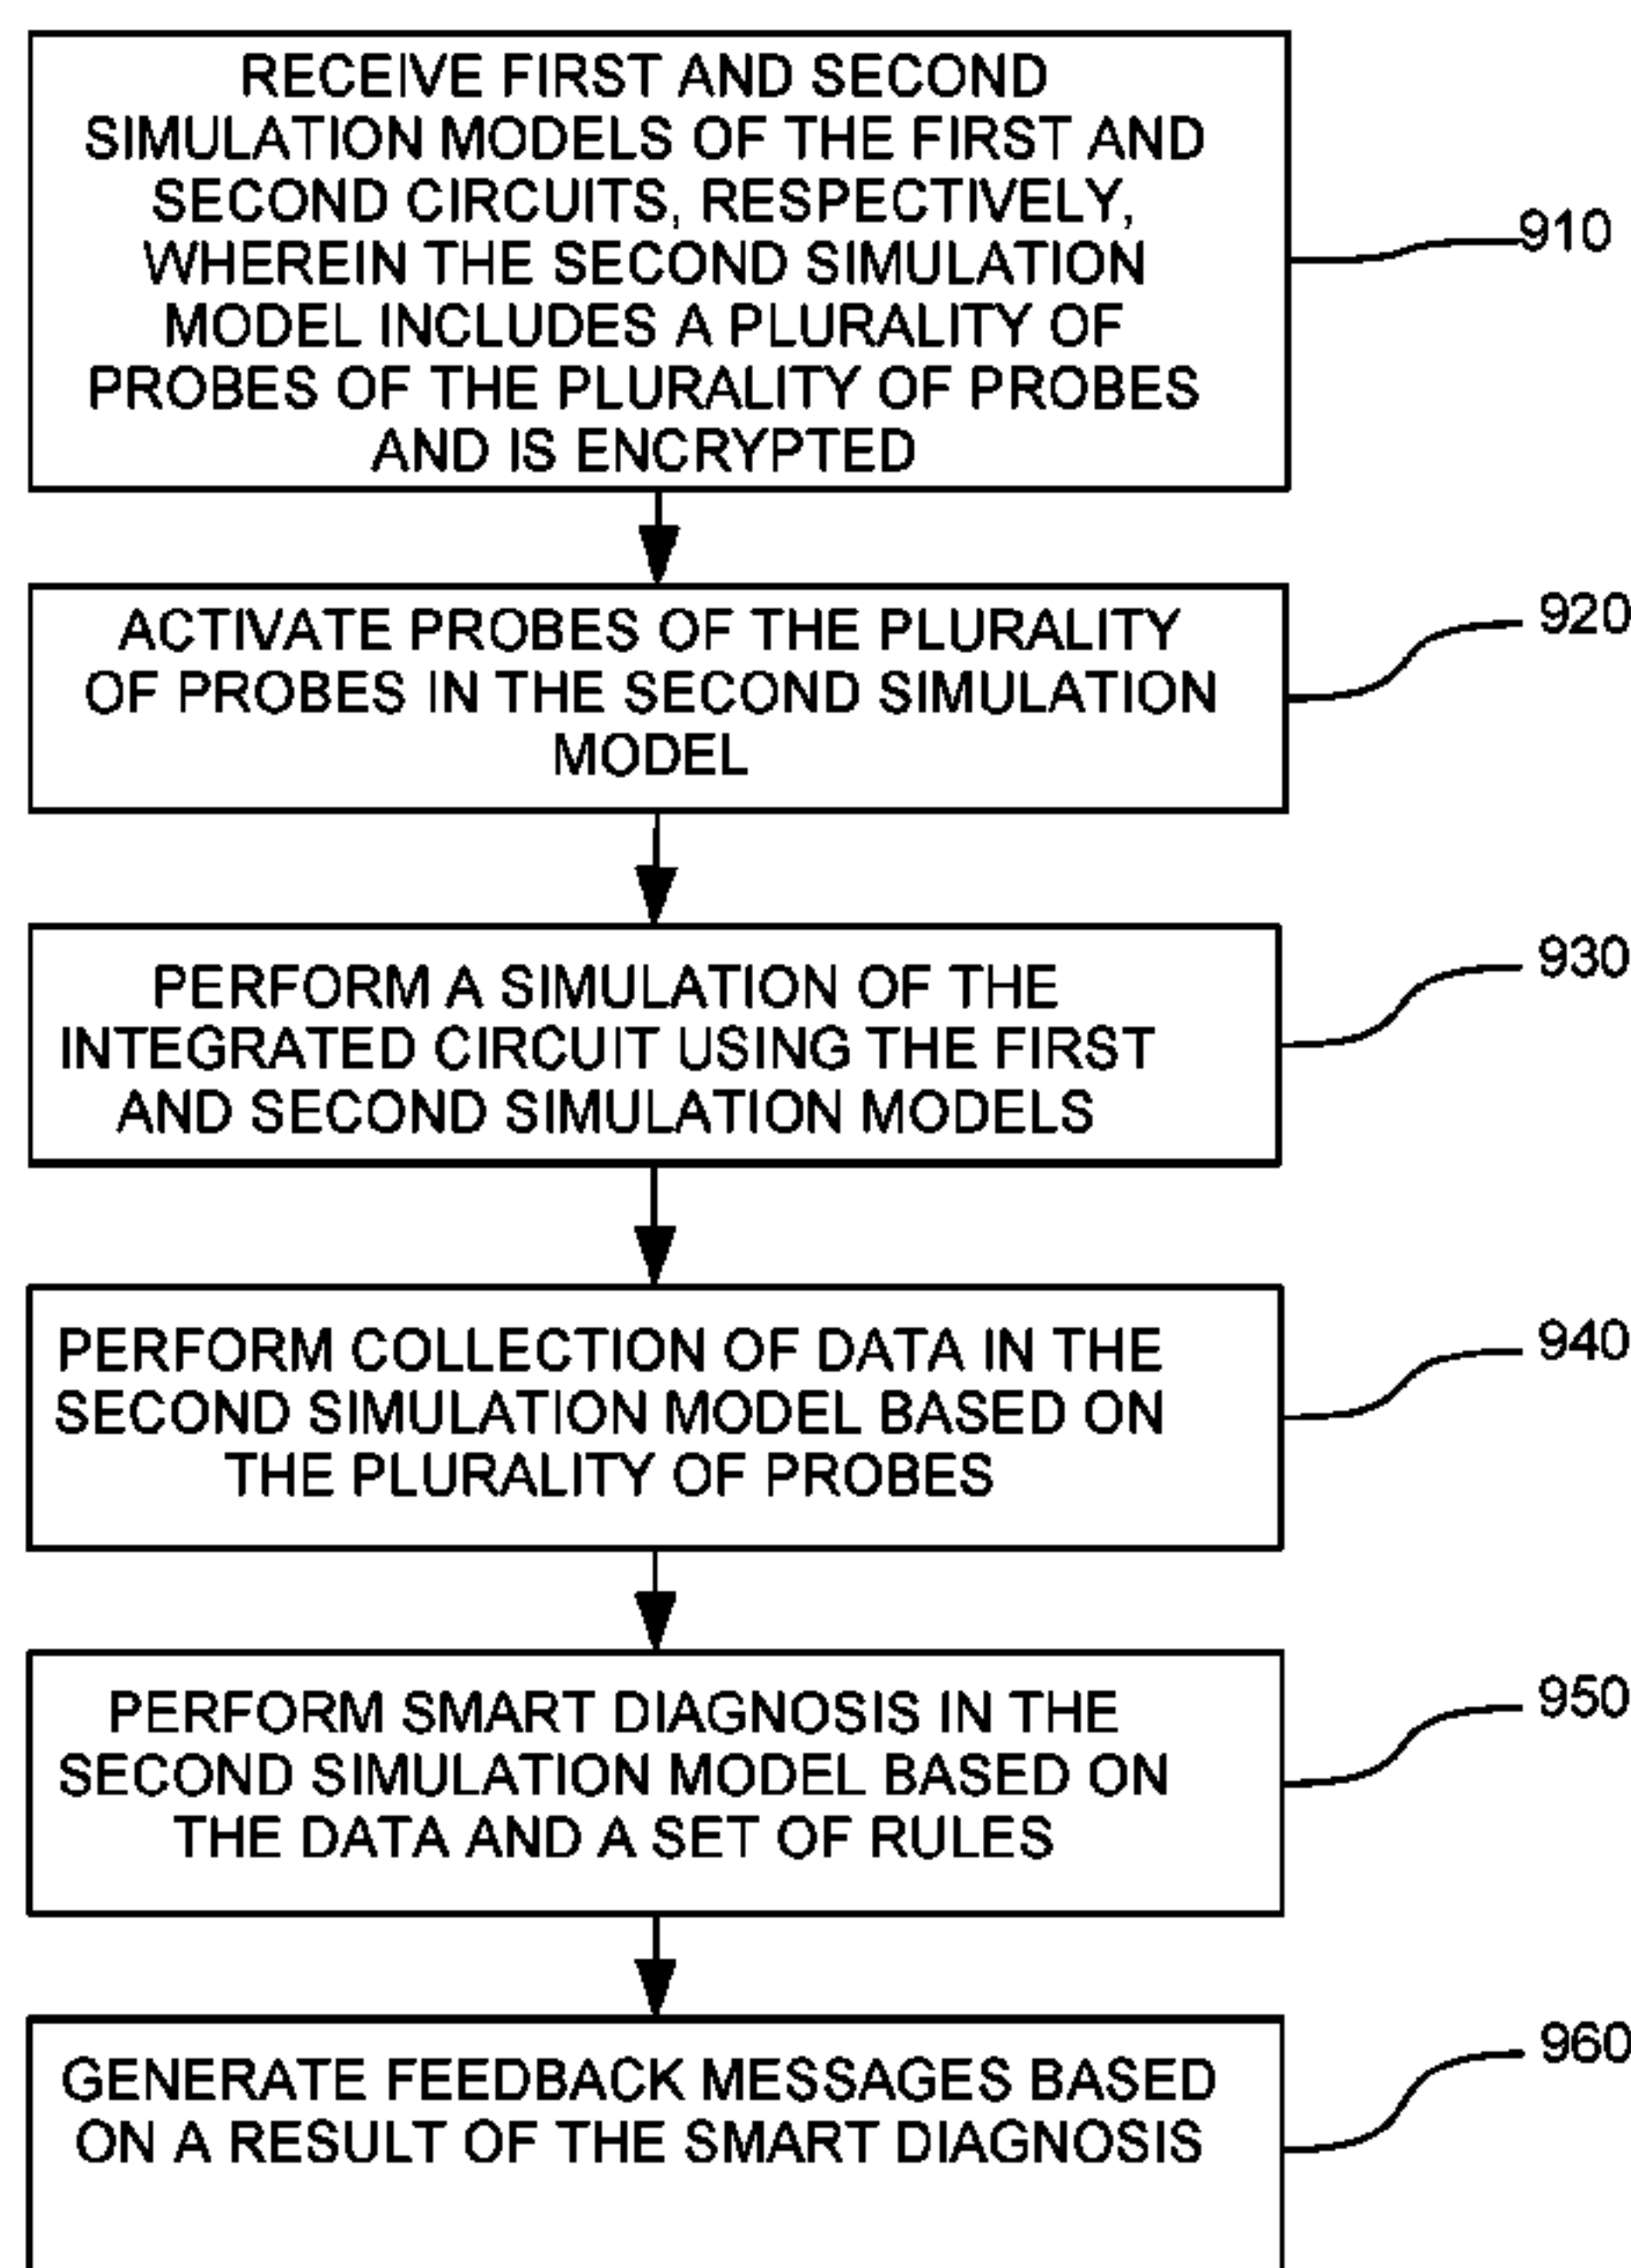 RECEIVE FIRST AND SECOND
SIMULATION MODELS OF THE FIRST AND
SECOND CIRCUITS, RESPECTIVELY,
WHEREIN THE SECOND SIMULATION
MODEL INCLUDES A PLURALITY OF
PROBES OF THE PLURALITY OF PROBES
AND IS ENCRYPTED
910
ACTIVATE PROBES OF THE PLURALITY
OF PROBES IN THE SECOND SIMULATION
MODEL
920
PERFORM A SIMULATION OF THE
INTEGRATED CIRCUIT USING THE FIRST
AND SECOND SIMULATION MODELS
930
PERFORM COLLECTION OF DATA IN THE
SECOND SIMULATION MODEL BASED ON
THE PLURALITY OF PROBES
940
PERFORM SMART DIAGNOSIS IN THE
SECOND SIMULATION MODEL BASED ON
THE DATA AND A SET OF RULES
950
GENERATE FEEDBACK MESSAGES BASED
ON A RESULT OF THE SMART DIAGNOSIS
960